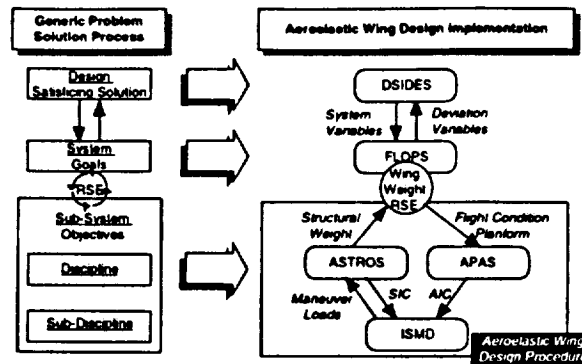 Generic Problem
Solution Process
Aeroelastic Wing Design Implementation
Design
Satisficing Solution
System
Goals
RSE
Sub-System
Objectives
Discipline
Sub-Discipline
DSIDES
System
Variables
Deviation
Variables
FLOPS
Wing
Weight
RSE
Structural
Weight
Flight Condition
Planform
ASTROS
APAS
Maneuver
Loads
SIC
AIC
ISMD
Aeroelastic Wing
Design Procedure